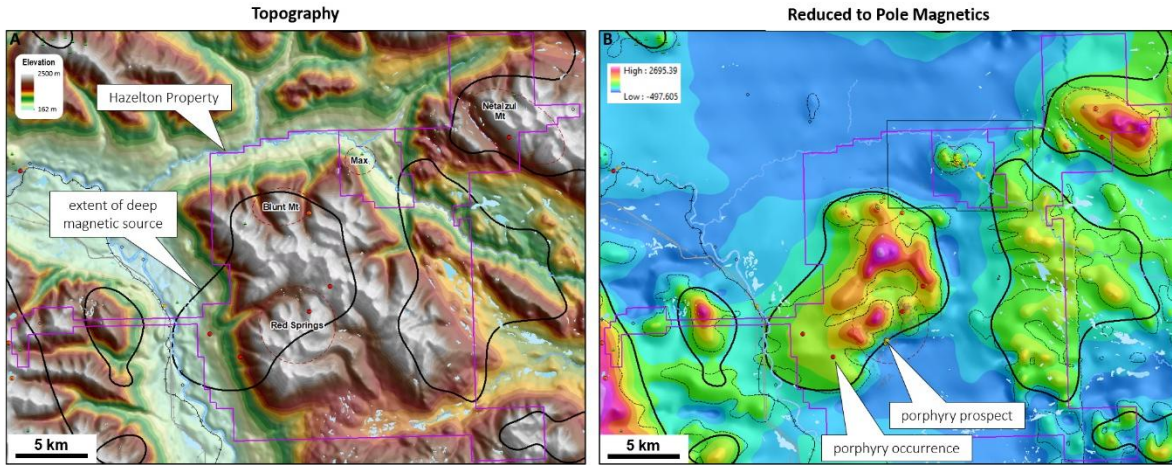 Topography
A
Elevation
2500 m
162 m
Hazelton Property
Netalzul
Mt
Max
extent of deep
magnetic source
Blunt Mt
Red Springs
5 km
Reduced to Pole Magnetics
B
High : 2695.39
Low : -497.605
porphyry prospect
porphyry occurrence
5 km